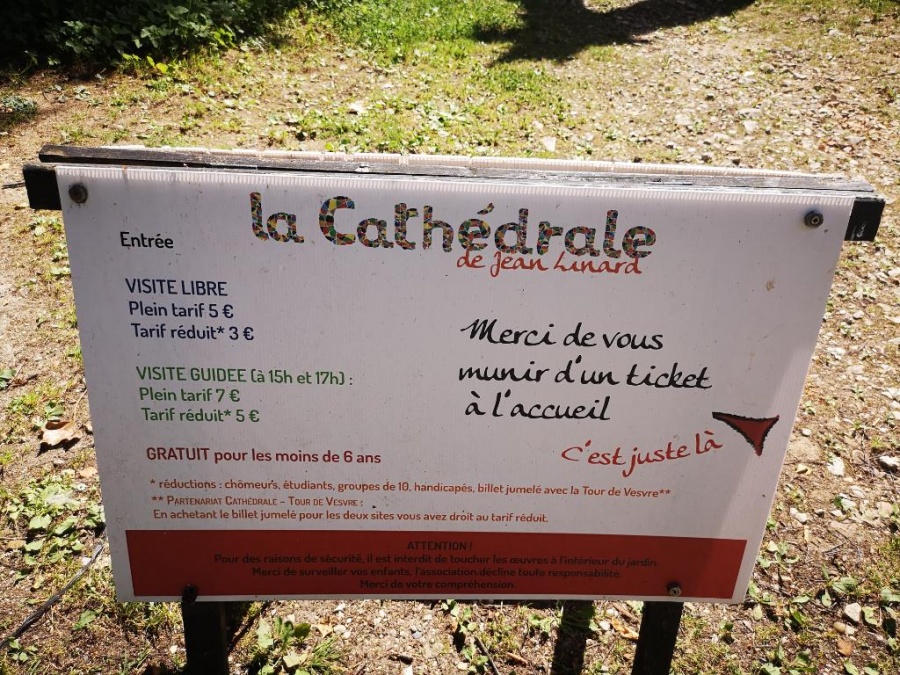 la Cathédrale
de Jean Linard
Entrée
VISITE LIBRE
Plein tarif 5 €
Tarif réduit* 3 €
VISITE GUIDEE (à 15h et 17h) :
Plein tarif 7 €
Tarif réduit* 5 €
GRATUIT pour les moins de 6 ans
Merci de vous
munir d'un ticket
à l'accueil
C'est juste là
* réductions : chômeurs, étudiants, groupes de 10, handicapés, billet jumelé avec la Tour de Vesvre**
** PARTENARIAT CATHÉDRALE - TOUR DE VESVRE :
En achetant le billet jumelé pour les deux sites vous avez droit au tarif réduit.
ATTENTION !
Pour des raisons de sécurité, il est interdit de toucher les œuvres à l'intérieur du jardin.
Merci de surveiller vos enfants, l'association décline toute responsabilité.
Merci de votre compréhension.